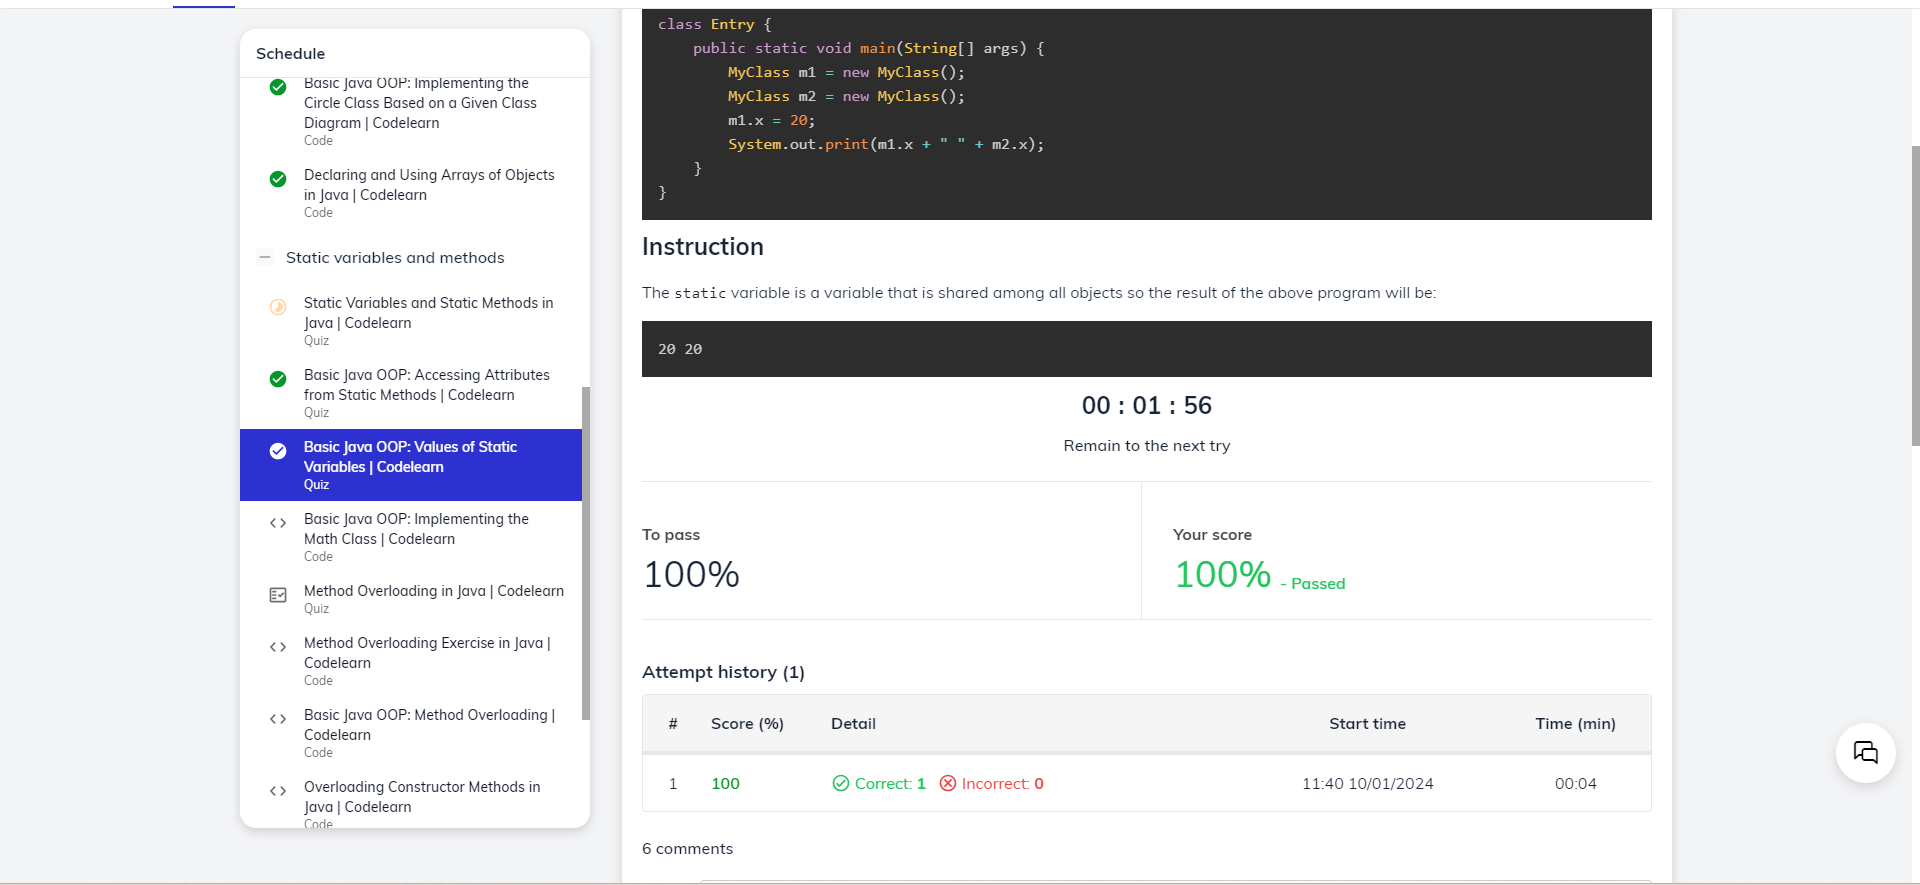 Schedule
Basic Java OOP: Implementing the
Circle Class Based on a Given Class
Diagram | Codelearn
Code
Declaring and Using Arrays of Objects
in Java | Codelearn
Code
Static variables and methods
Static Variables and Static Methods in
Java | Codelearn
Quiz
Basic Java OOP: Accessing Attributes
from Static Methods | Codelearn
Quiz
Basic Java OOP: Values of Static
Variables | Codelearn
Quiz
Basic Java OOP: Implementing the
Math Class | Codelearn
Code
Method Overloading in Java | Codelearn
Quiz
Method Overloading Exercise in Java |
Codelearn
Code
Basic Java OOP: Method Overloading |
Codelearn
Code
Overloading Constructor Methods in
Java | Codelearn
Code
class Entry {
    public static void main(String[] args) {
        MyClass m1 = new MyClass();
        MyClass m2 = new MyClass();
        m1.x = 20;
        System.out.print(m1.x + " " + m2.x);
    }
}
Instruction
The static variable is a variable that is shared among all objects so the result of the above program will be:
20 20
00 : 01 : 56
Remain to the next try
To pass
100%
Your score
100% - Passed
Attempt history (1)
# Score (%) Detail Start time Time (min)
1 100 Correct: 1 Incorrect: 0 11:40 10/01/2024 00:04
6 comments